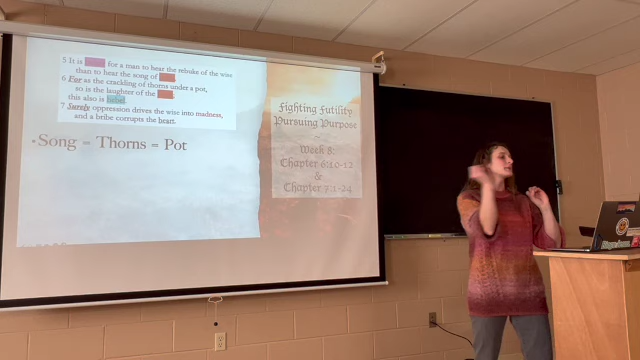 5 It is better for a man to hear the rebuke of the wise
than to hear the song of fools.
6 For as the crackling of thorns under a pot,
so is the laughter of the fools;
this also is hebel.
7 Surely oppression drives the wise into madness,
and a bribe corrupts the heart.
•Song = Thorns = Pot
Fighting Futility
Pursuing Purpose
~
Week 8:
Chapter 6:10-12
&
Chapter 7:1-24